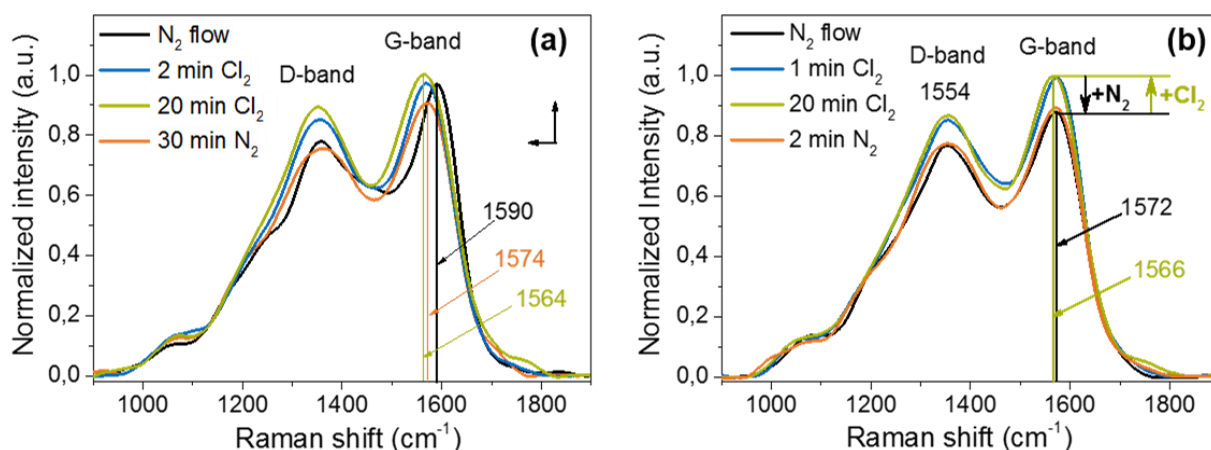 N₂ flow
2 min Cl₂
20 min Cl₂
30 min N₂
D-band
G-band
(a)
1590
1574
1564
1,0
0,8
0,6
0,4
0,2
0,0
1000 1200 1400 1600 1800
Raman shift (cm⁻¹)
Normalized intensity (a.u.)
N₂ flow
1 min Cl₂
20 min Cl₂
2 min N₂
D-band
1554
G-band
(b)
+N₂
+Cl₂
1572
1566
1,0
0,8
0,6
0,4
0,2
0,0
1000 1200 1400 1600 1800
Raman shift (cm⁻¹)
Normalized Intensity (a.u.)